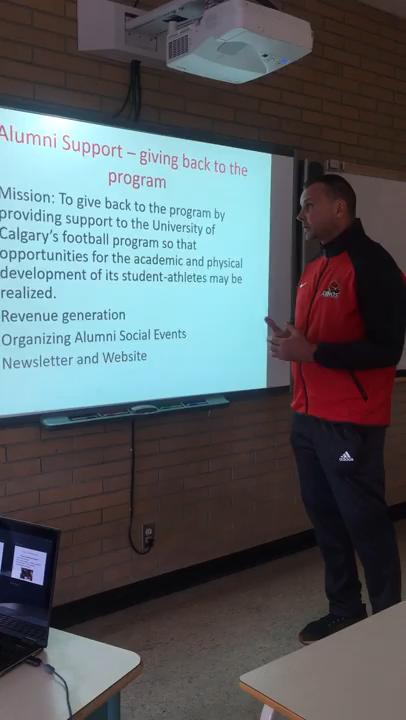 Alumni Support – giving back to the
program
Mission: To give back to the program by
providing support to the University of
Calgary's football program so that
opportunities for the academic and physical
development of its student-athletes may be
realized.
Revenue generation
Organizing Alumni Social Events
Newsletter and Website
DINOS
adidas